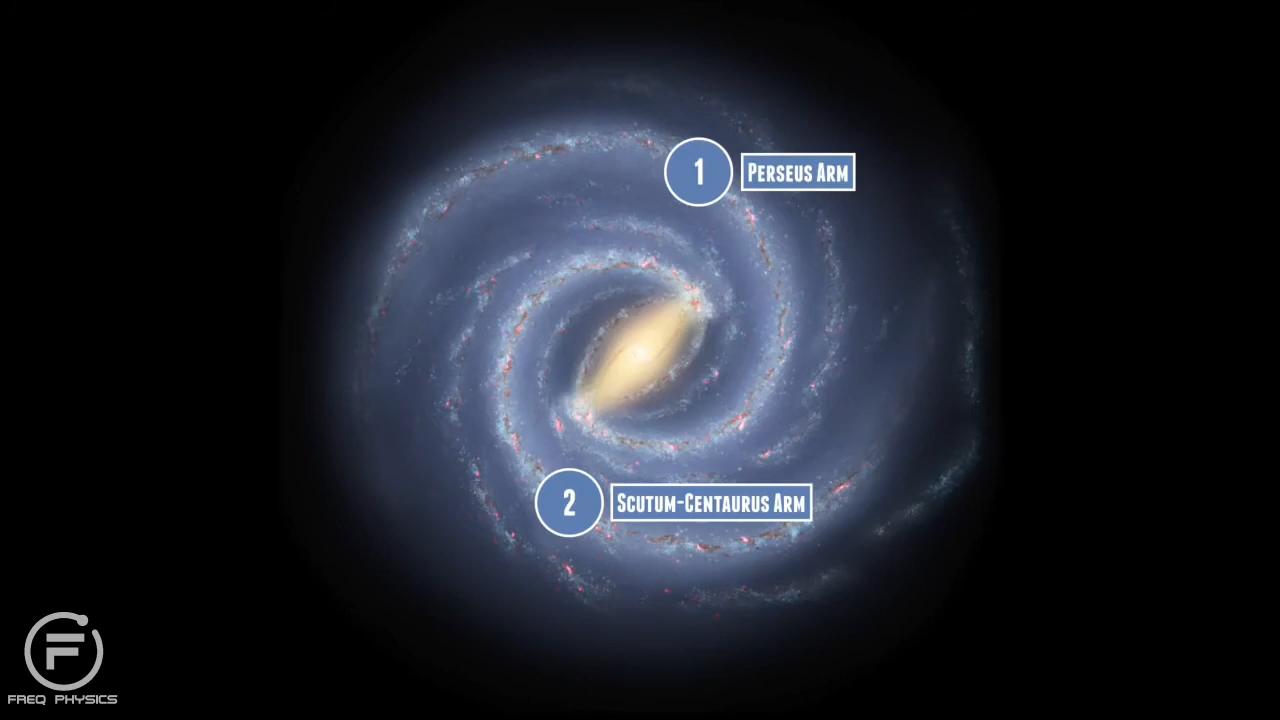 1
Perseus Arm
2
Scutum-Centaurus Arm
F
FREQ PHYSICS